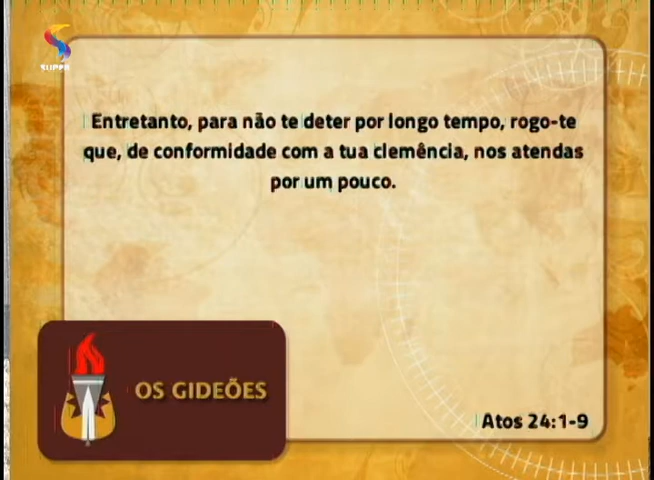 SUPER
Entretanto, para não te deter por longo tempo, rogo-te
que, de conformidade com a tua clemência, nos atendas
por um pouco.
OS GIDEÕES
Atos 24:1-9